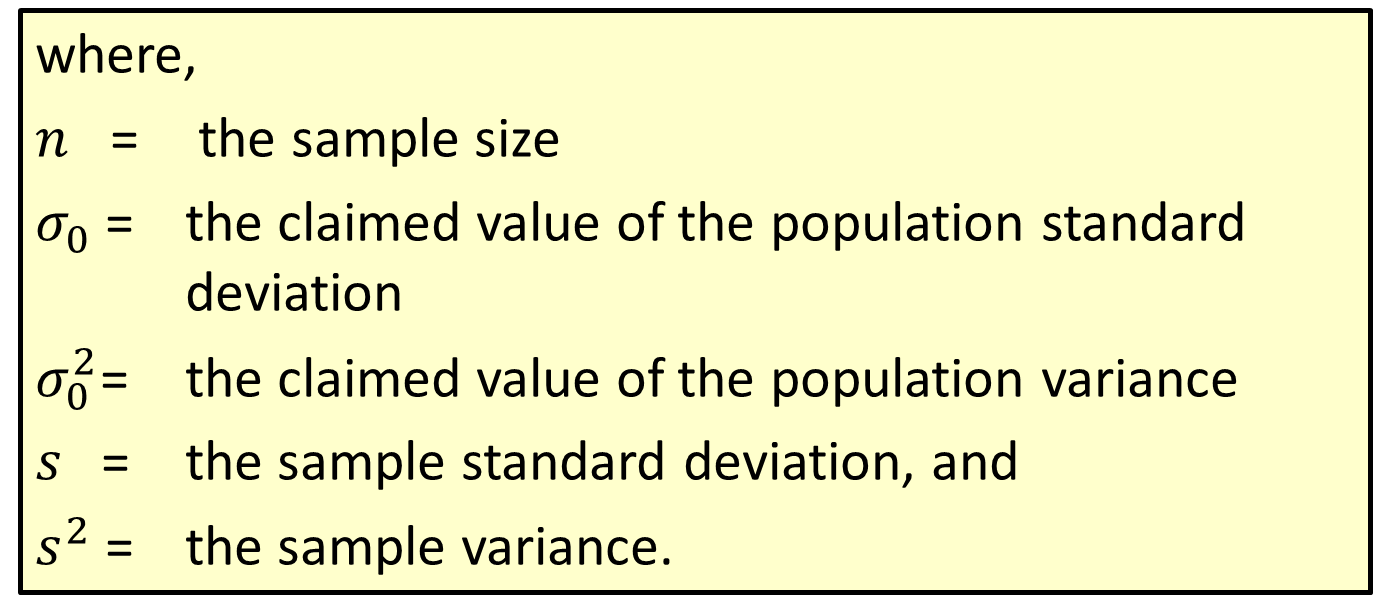 where,
n = the sample size
σ₀ = the claimed value of the population standard
deviation
σ₀² = the claimed value of the population variance
s = the sample standard deviation, and
s² = the sample variance.